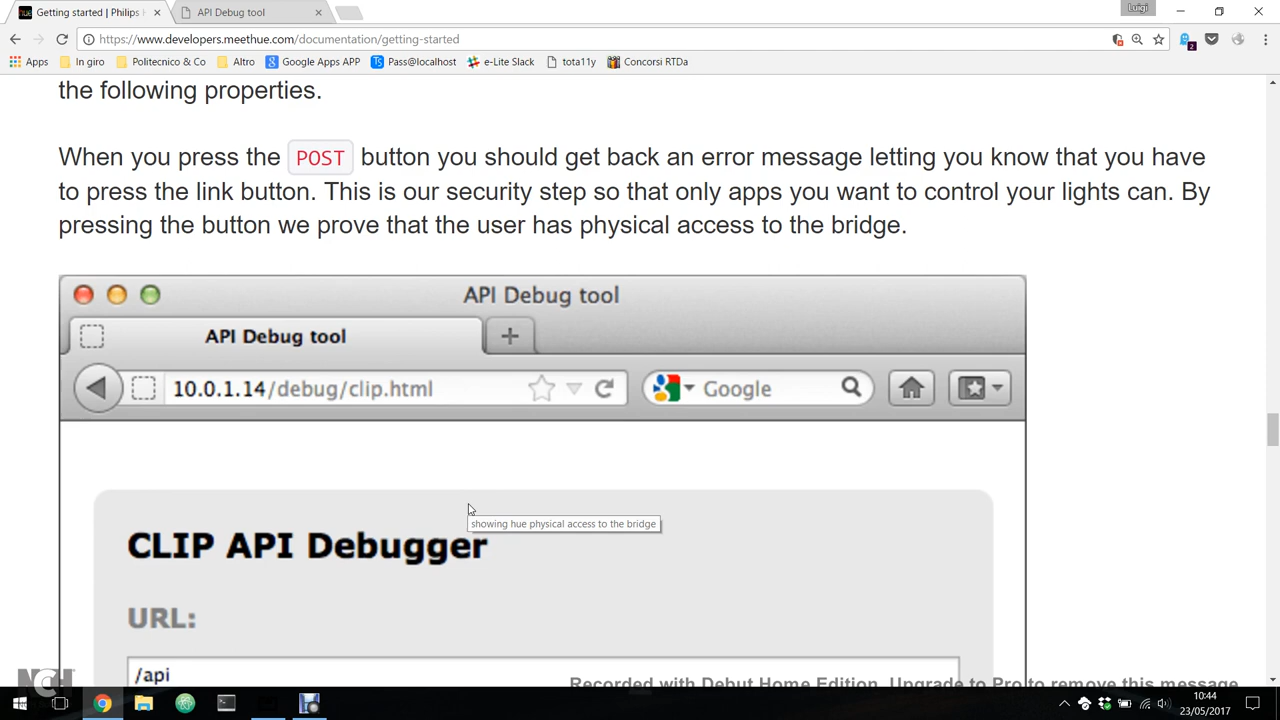 Getting started | Philips H
API Debug tool
Luigi
https://www.developers.meethue.com/documentation/getting-started
2
Apps In giro Politecnico & Co Altro Google Apps APP Pass@localhost e-Lite Slack tota11y Concorsi RTDa
the following properties.
When you press the POST button you should get back an error message letting you know that you have
to press the link button. This is our security step so that only apps you want to control your lights can. By
pressing the button we prove that the user has physical access to the bridge.
API Debug tool
API Debug tool
10.0.1.14/debug/clip.html Google
showing hue physical access to the bridge
CLIP API Debugger
URL:
/api
NCH
Recorded with Debut Home Edition. Upgrade to Pro to remove this message
10:44
23/05/2017